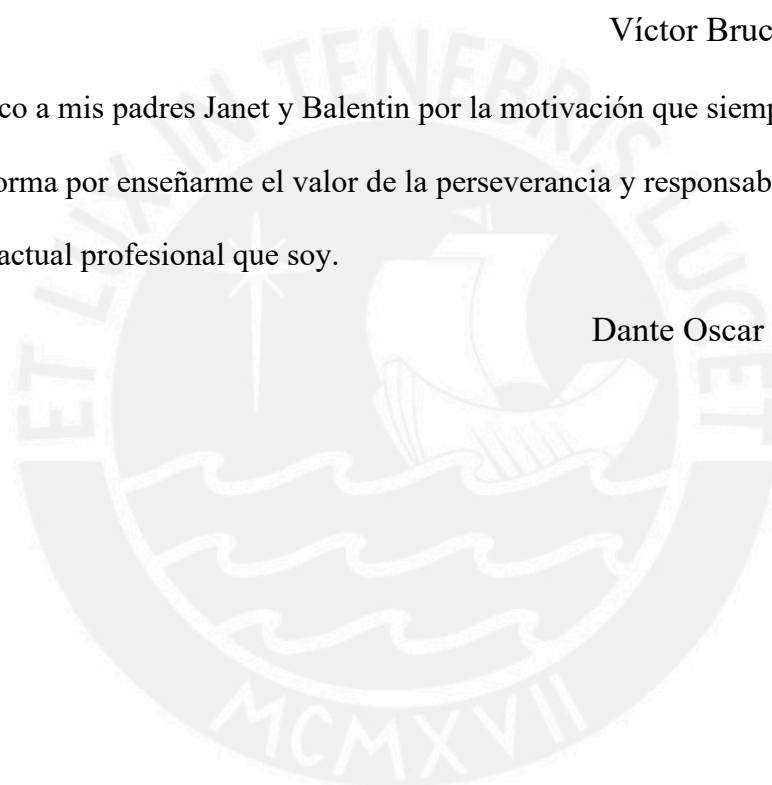 Víctor Bruc
co a mis padres Janet y Balentin por la motivación que siemp
orma por enseñarme el valor de la perseverancia y responsab
actual profesional que soy.
Dante Oscar
ET LUX IN TENEBRIS LUCET
MCMXVII